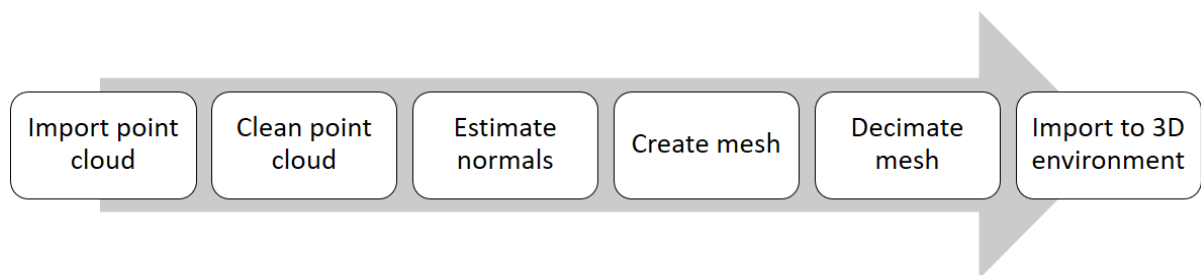 Import point
cloud
Clean point
cloud
Estimate
normals
Create mesh
Decimate
mesh
Import to 3D
environment